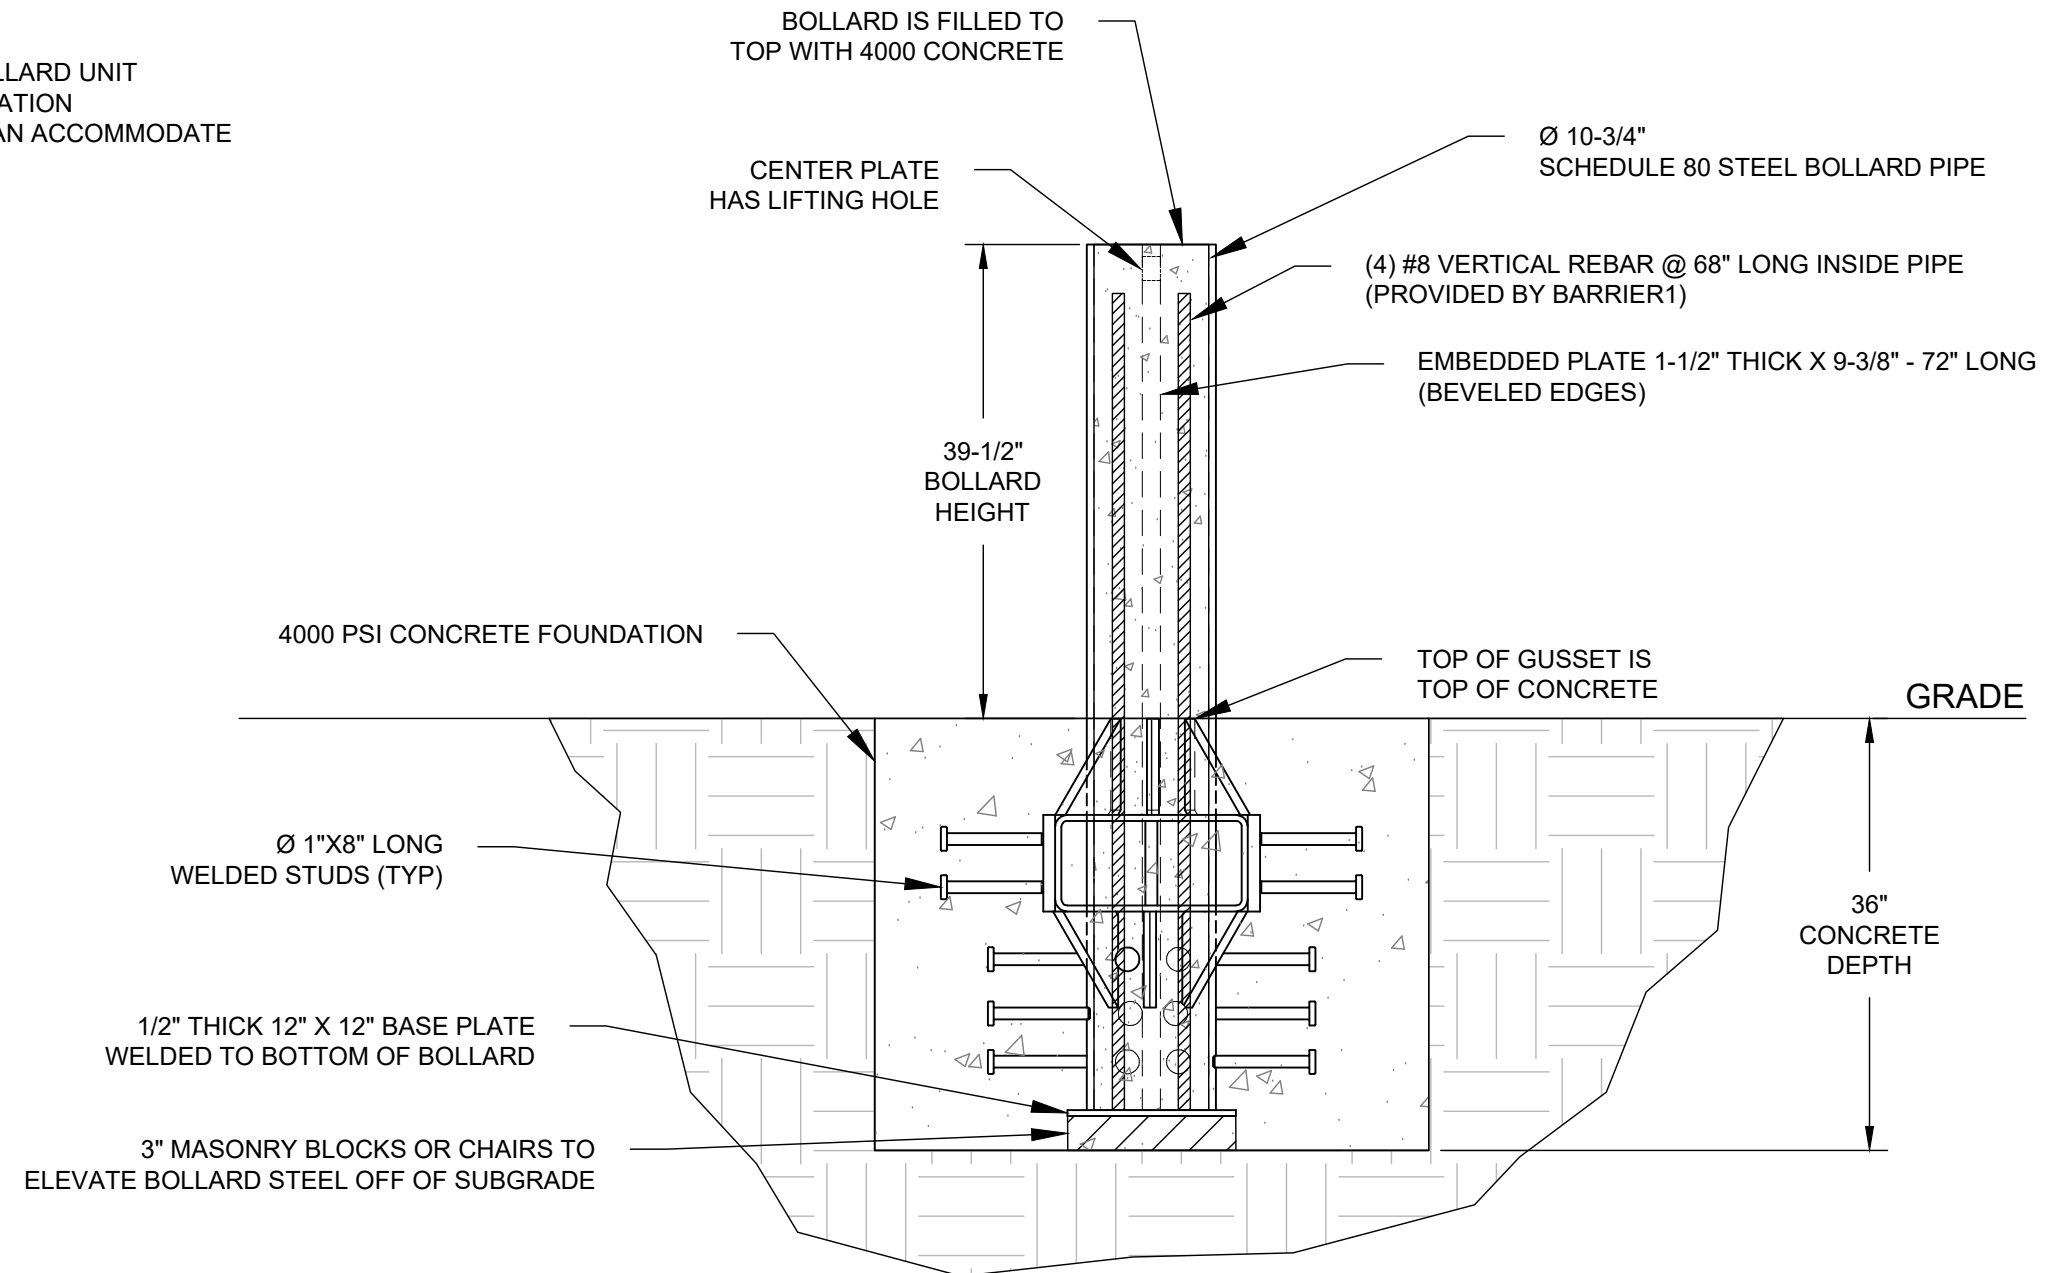 BOLLARD IS FILLED TO
TOP WITH 4000 CONCRETE
LLARD UNIT
ATION
AN ACCOMMODATE
Ø 10-3/4"
SCHEDULE 80 STEEL BOLLARD PIPE
CENTER PLATE
HAS LIFTING HOLE
(4) #8 VERTICAL REBAR @ 68" LONG INSIDE PIPE
(PROVIDED BY BARRIER1)
EMBEDDED PLATE 1-1/2" THICK X 9-3/8" - 72" LONG
(BEVELED EDGES)
39-1/2"
BOLLARD
HEIGHT
4000 PSI CONCRETE FOUNDATION
TOP OF GUSSET IS
TOP OF CONCRETE
GRADE
Ø 1"X8" LONG
WELDED STUDS (TYP)
36"
CONCRETE
DEPTH
1/2" THICK 12" X 12" BASE PLATE
WELDED TO BOTTOM OF BOLLARD
3" MASONRY BLOCKS OR CHAIRS TO
ELEVATE BOLLARD STEEL OFF OF SUBGRADE